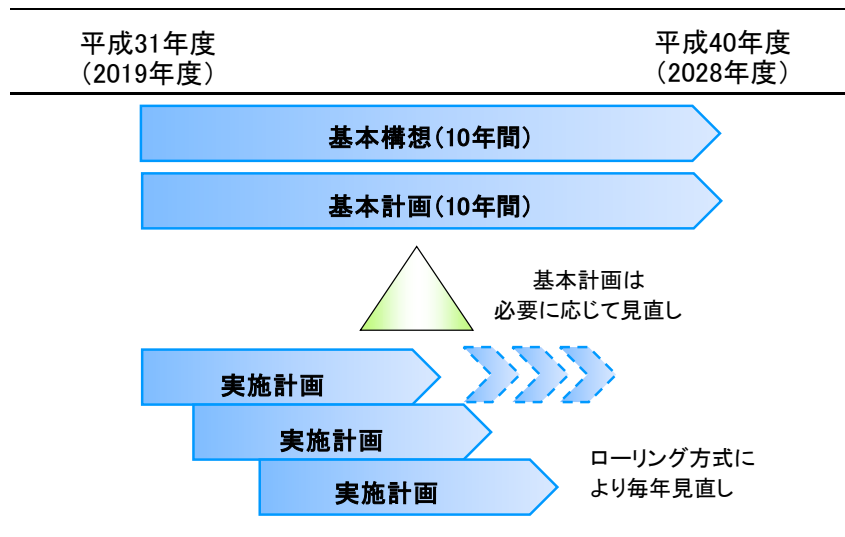 平成31年度
（2019年度）
平成40年度
（2028年度）
基本構想（10年間）
基本計画（10年間）
基本計画は
必要に応じて見直し
実施計画
実施計画
実施計画
ローリング方式に
より毎年見直し